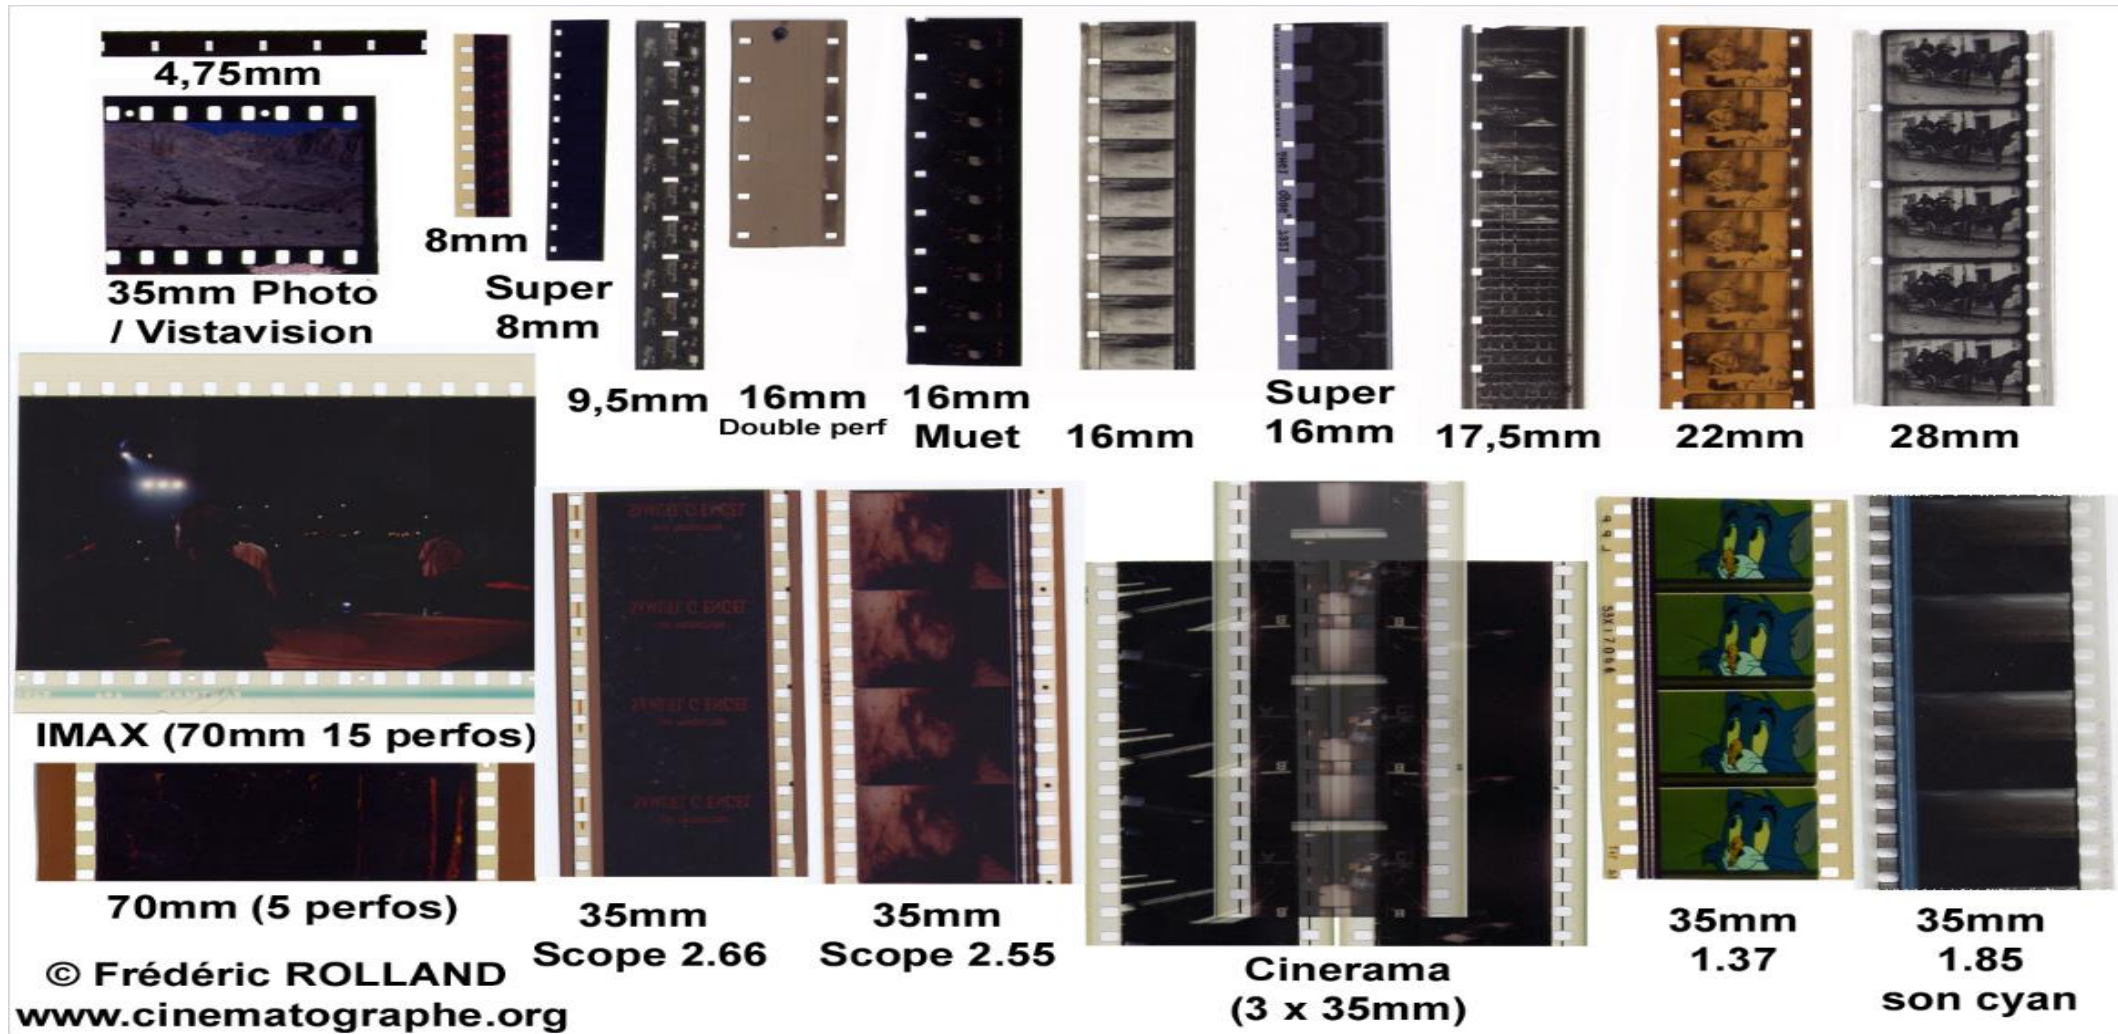 4,75mm
35mm Photo
/ Vistavision
8mm
Super
8mm
9,5mm
16mm
Double perf
16mm
Muet
16mm
Super
16mm
17,5mm
22mm
28mm
IMAX (70mm 15 perfos)
70mm (5 perfos)
35mm
Scope 2.66
35mm
Scope 2.55
Cinerama
(3 x 35mm)
35mm
1.37
35mm
1.85
son cyan
© Frédéric ROLLAND
www.cinematographe.org